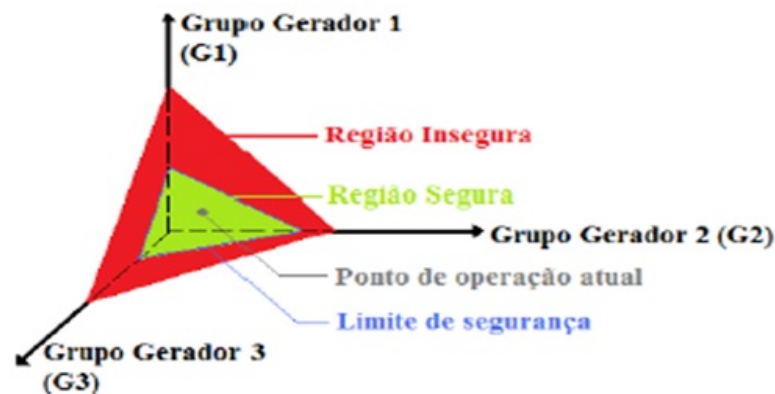 Grupo Gerador 1
(G1)
Região Insegura
Região Segura
Grupo Gerador 2 (G2)
Ponto de operação atual
Limite de segurança
Grupo Gerador 3
(G3)